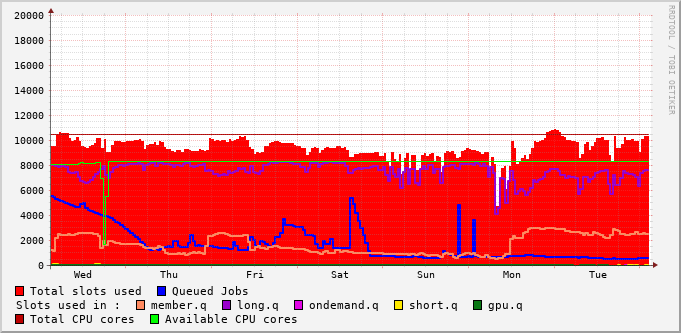 20000
18000
16000
14000
12000
10000
8000
6000
4000
2000
0
Wed Thu Fri Sat Sun Mon Tue
RRDTOOL / TOBI OETIKER
Total slots used Queued Jobs
Slots used in : member.q long.q ondemand.q short.q gpu.q
Total CPU cores Available CPU cores